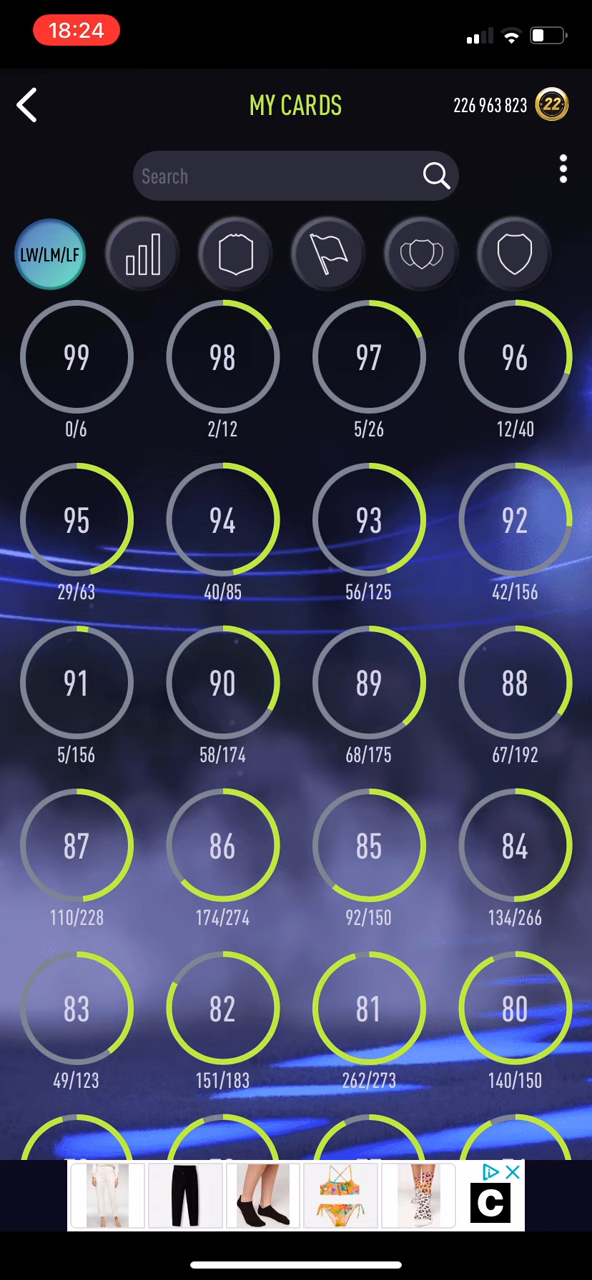 18:24
MY CARDS
226 963 823
22
Search
LW/LM/LF
99 98 97 96
0/6 2/12 5/26 12/40
95 94 93 92
29/63 40/85 56/125 42/156
91 90 89 88
5/156 58/174 68/175 67/192
87 86 85 84
110/228 174/274 92/150 134/266
83 82 81 80
49/123 151/183 262/273 140/150
C